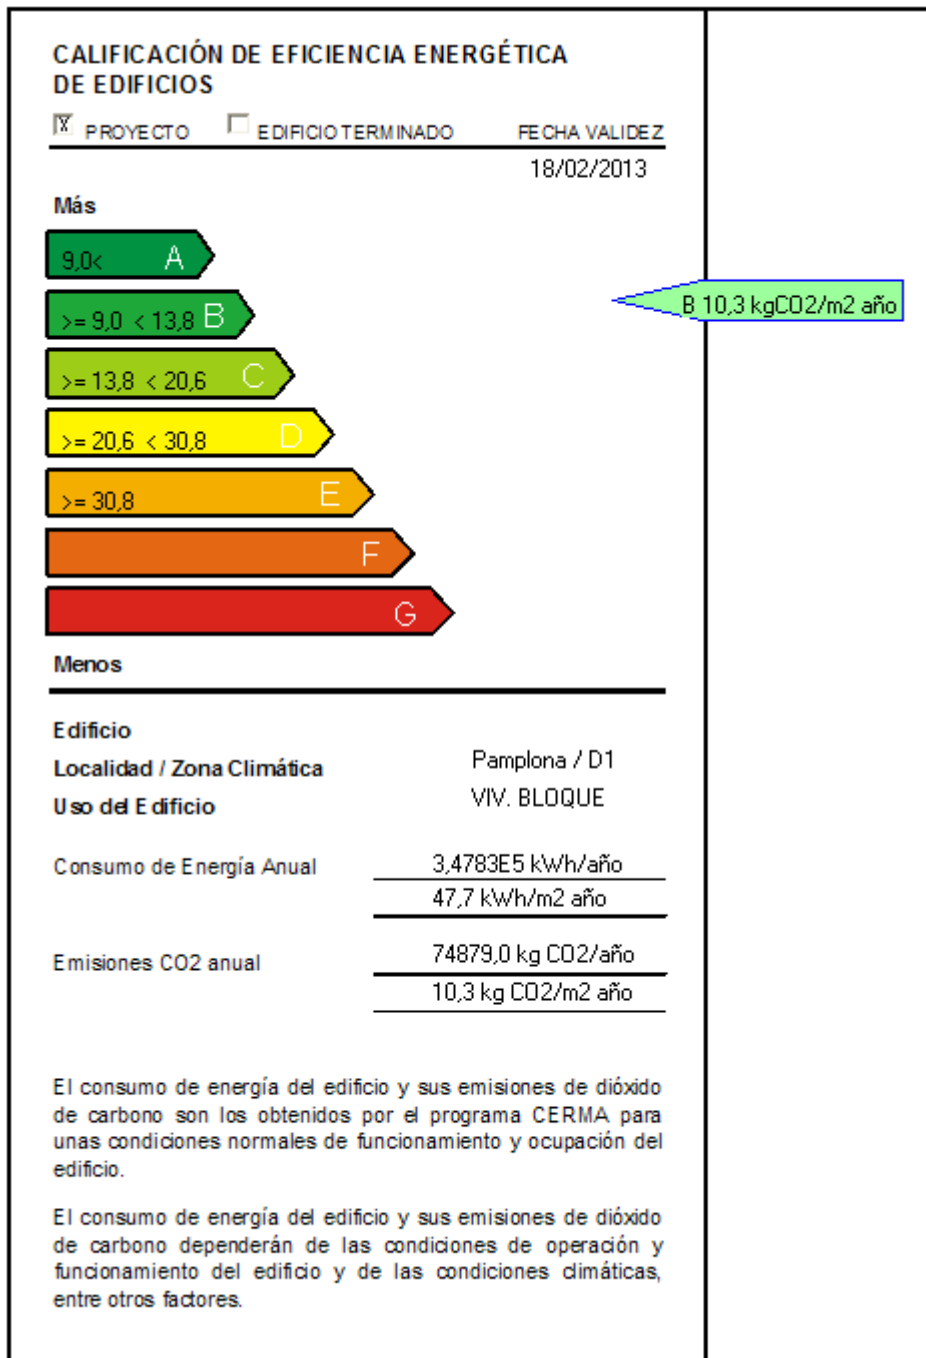 CALIFICACIÓN DE EFICIENCIA ENERGÉTICA
DE EDIFICIOS
X PROYECTO EDIFICIO TERMINADO FECHA VALIDEZ
18/02/2013
Más
9,0< A
>= 9,0 < 13,8 B
B 10,3 kgCO2/m2 año
>= 13,8 < 20,6 C
>= 20,6 < 30,8 D
>= 30,8 E
F
G
Menos
Edificio
Localidad / Zona Climática Pamplona / D1
Uso del Edificio VIV. BLOQUE
Consumo de Energía Anual 3,4783E5 kWh/año
47,7 kWh/m2 año
Emisiones CO2 anual 74879,0 kg CO2/año
10,3 kg CO2/m2 año
El consumo de energía del edificio y sus emisiones de dióxido
de carbono son los obtenidos por el programa CERMA para
unas condiciones normales de funcionamiento y ocupación del
edificio.
El consumo de energía del edificio y sus emisiones de dióxido
de carbono dependerán de las condiciones de operación y
funcionamiento del edificio y de las condiciones climáticas,
entre otros factores.